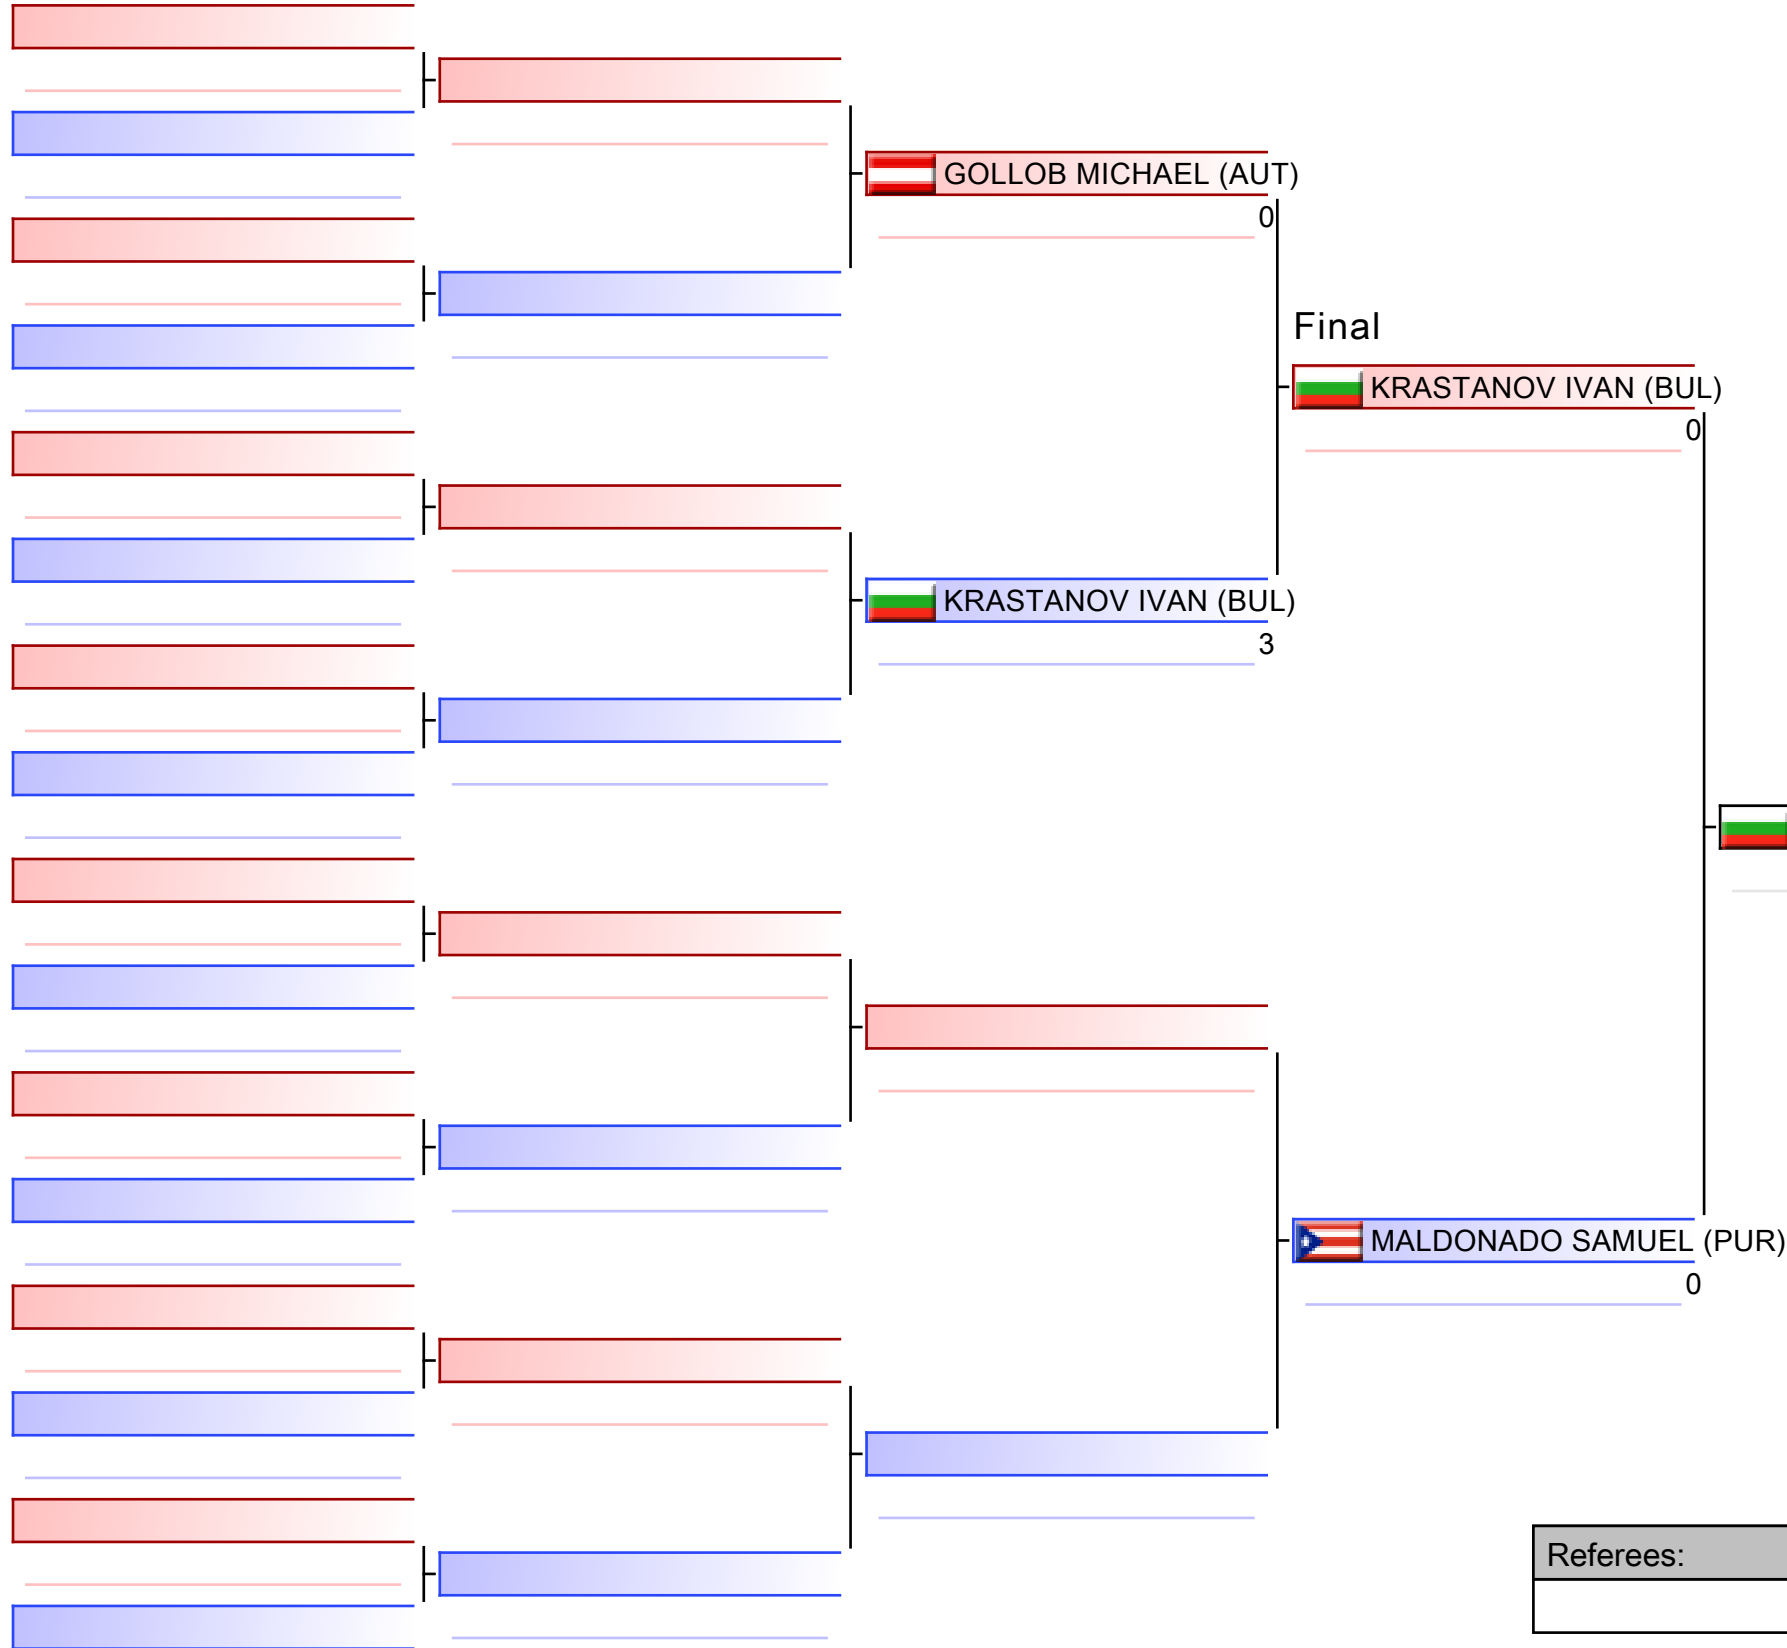 GOLLOB MICHAEL (AUT)
0
Final
KRASTANOV IVAN (BUL)
0
KRASTANOV IVAN (BUL)
3
MALDONADO SAMUEL (PUR)
0
Referees: